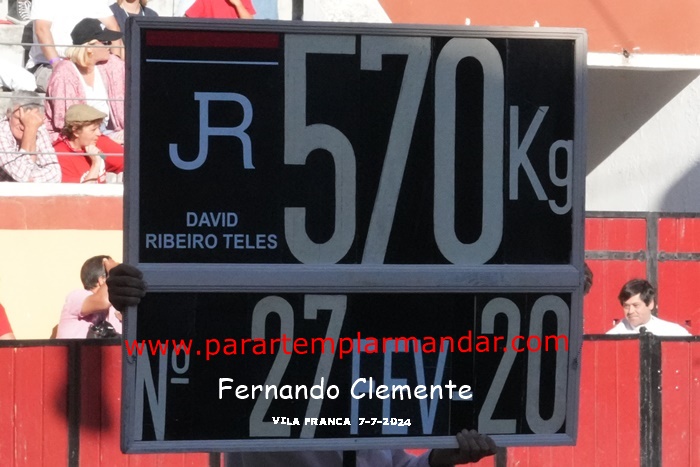 570 Kg
JR
DAVID
RIBEIRO TELES
Nº 27 FEV-20
www.parartemplarmandar.com
Fernando Clemente
VILA FRANCA 7-7-2024